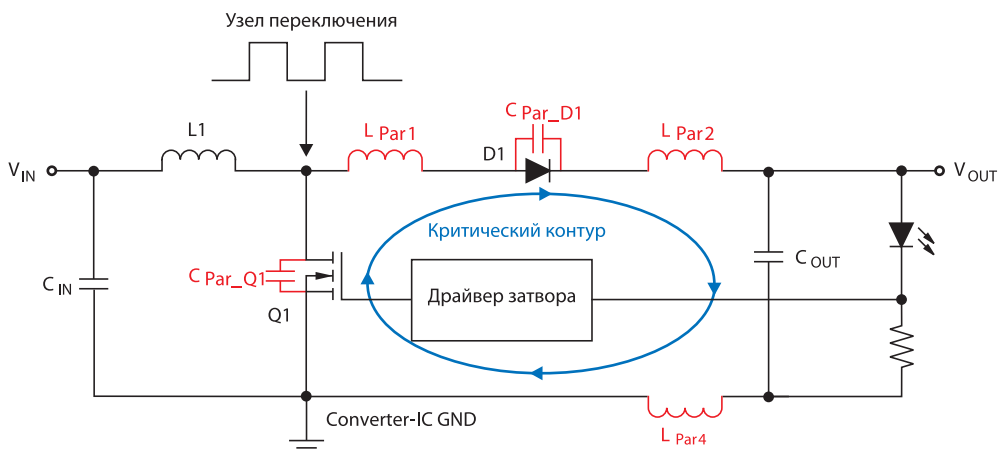 Узел переключения
L1
L Par1
C Par_D1
D1
L Par2
V IN
V OUT
Критический контур
C IN
C Par_Q1
Q1
Драйвер затвора
C OUT
Converter-IC GND
L Par4